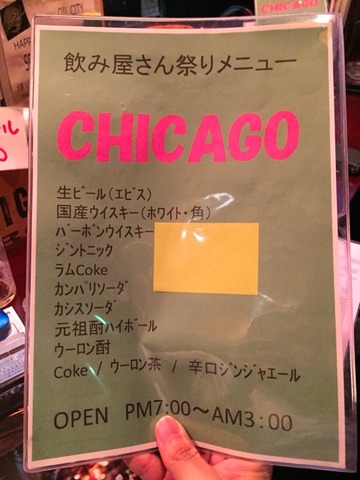 CHICAGO
飲み屋さん祭りメニュー
CHICAGO
生ビール(エビス)
国産ウイスキー(ホワイト・角)
バーボンウイスキー
ジントニック
ラムCoke
カンパリソーダ
カシスソーダ
元祖酎ハイボール
ウーロン酎
Coke / ウーロン茶 / 辛口ジンジャエール
OPEN PM7:00～AM3:00